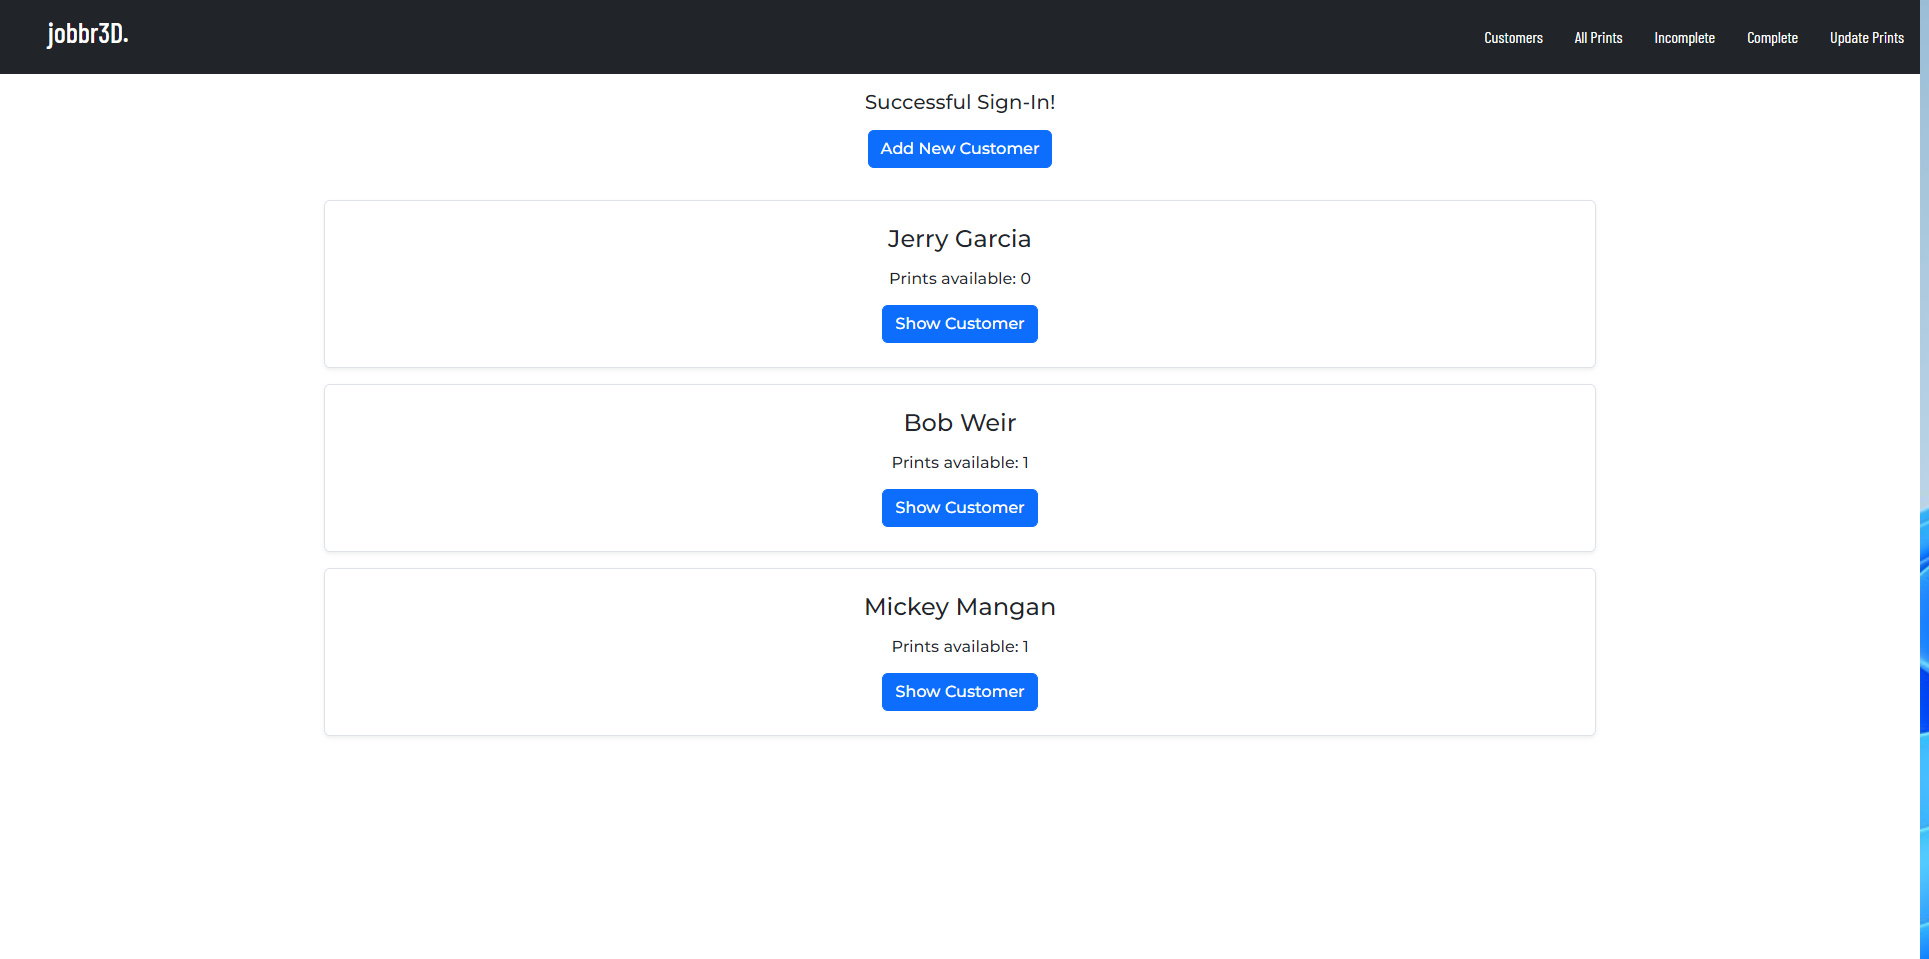 jobbr3D.
Customers All Prints Incomplete Complete Update Prints
Successful Sign-In!
Add New Customer
Jerry Garcia
Prints available: 0
Show Customer
Bob Weir
Prints available: 1
Show Customer
Mickey Mangan
Prints available: 1
Show Customer